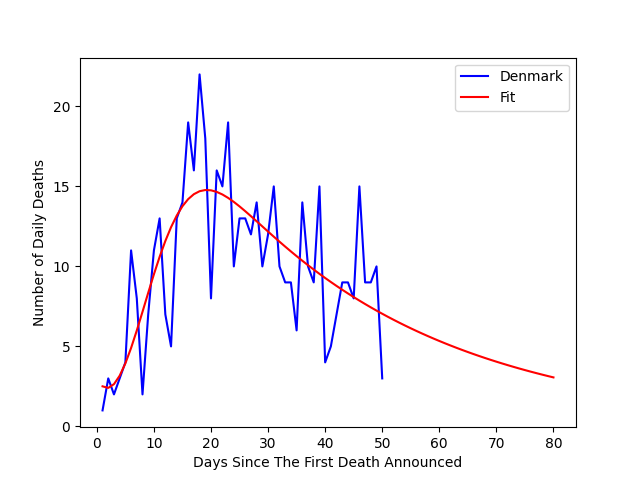 Denmark
Fit
Number of Daily Deaths
20
15
10
5
0
0 10 20 30 40 50 60 70 80
Days Since The First Death Announced